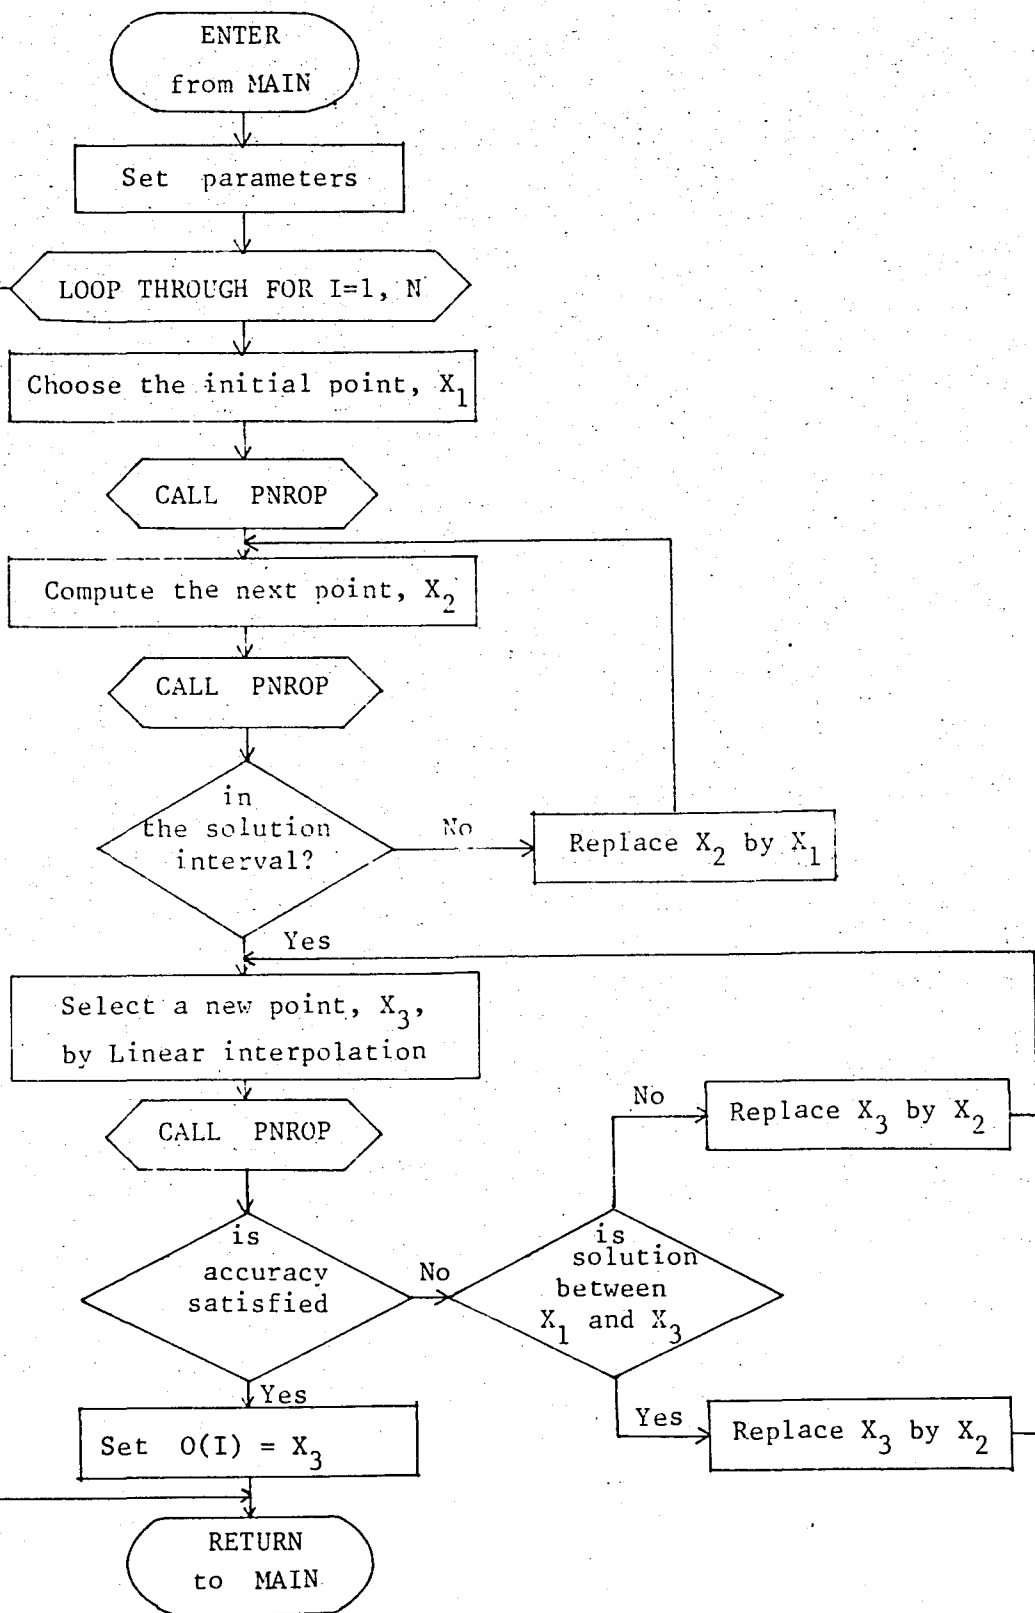 ENTER
from MAIN
Set parameters
LOOP THROUGH FOR I=1, N
Choose the initial point, X1
CALL PNROP
Compute the next point, X2
CALL PNROP
in
the solution
interval?
No
Replace X2 by X1
Yes
Select a new point, X3,
by Linear interpolation
CALL PNROP
No
Replace X3 by X2
is
accuracy
satisfied
No
is
solution
between
X1 and X3
Yes
Yes
Replace X3 by X2
Set O(I) = X3
RETURN
to MAIN